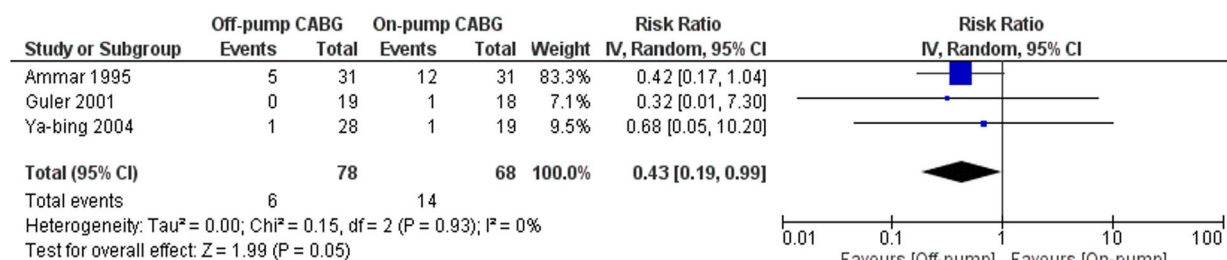 Off-pump CABG On-pump CABG Risk Ratio Risk Ratio
Study or Subgroup Events Total Events Total Weight IV, Random, 95% CI IV, Random, 95% CI
Ammar 1995 5 31 12 31 83.3% 0.42 [0.17, 1.04]
Guler 2001 0 19 1 18 7.1% 0.32 [0.01, 7.30]
Ya-bing 2004 1 28 1 19 9.5% 0.68 [0.05, 10.20]
Total (95% CI) 78 68 100.0% 0.43 [0.19, 0.99]
Total events 6 14
Heterogeneity: Tau² = 0.00; Chi² = 0.15, df = 2 (P = 0.93); I² = 0%
Test for overall effect: Z = 1.99 (P = 0.05)
0.01 0.1 1 10 100
Favours [Off-pump] Favours [On-pump]